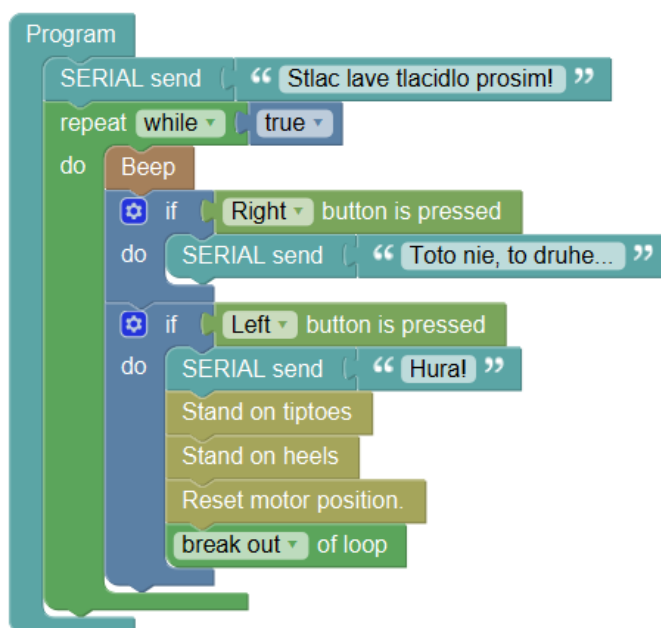 Program
SERIAL send “ Stlac lave tlacidlo prosim! ”
repeat while true
do Beep
if Right button is pressed
do SERIAL send “ Toto nie, to druhe... ”
if Left button is pressed
do SERIAL send “ Hura! ”
Stand on tiptoes
Stand on heels
Reset motor position.
break out of loop